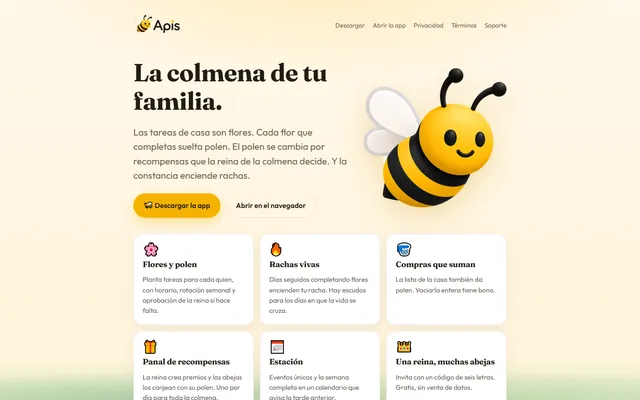 Apis
Descargar Abrir la app Privacidad Términos Soporte
La colmena de tu
familia.
Las tareas de casa son flores. Cada flor que
completas suelta polen. El polen se cambia por
recompensas que la reina de la colmena decide. Y la
constancia enciende rachas.
Descargar la app Abrir en el navegador
Flores y polen
Planta tareas para cada quien,
con horario, rotación semanal y
aprobación de la reina si hace
falta.
Rachas vivas
Días seguidos completando flores
encienden tu racha. Hay escudos
para los días en que la vida se
cruza.
Compras que suman
La lista de la casa también da
polen. Vaciarla entera tiene bono.
Panal de recompensas
La reina crea premios y las abejas
los canjean con su polen. Uno por
día para toda la colmena.
Estación
Eventos únicos y la semana
completa en un calendario que
avisa la tarde anterior.
Una reina, muchas abejas
Invita con un código de seis letras.
Gratis, sin venta de datos.